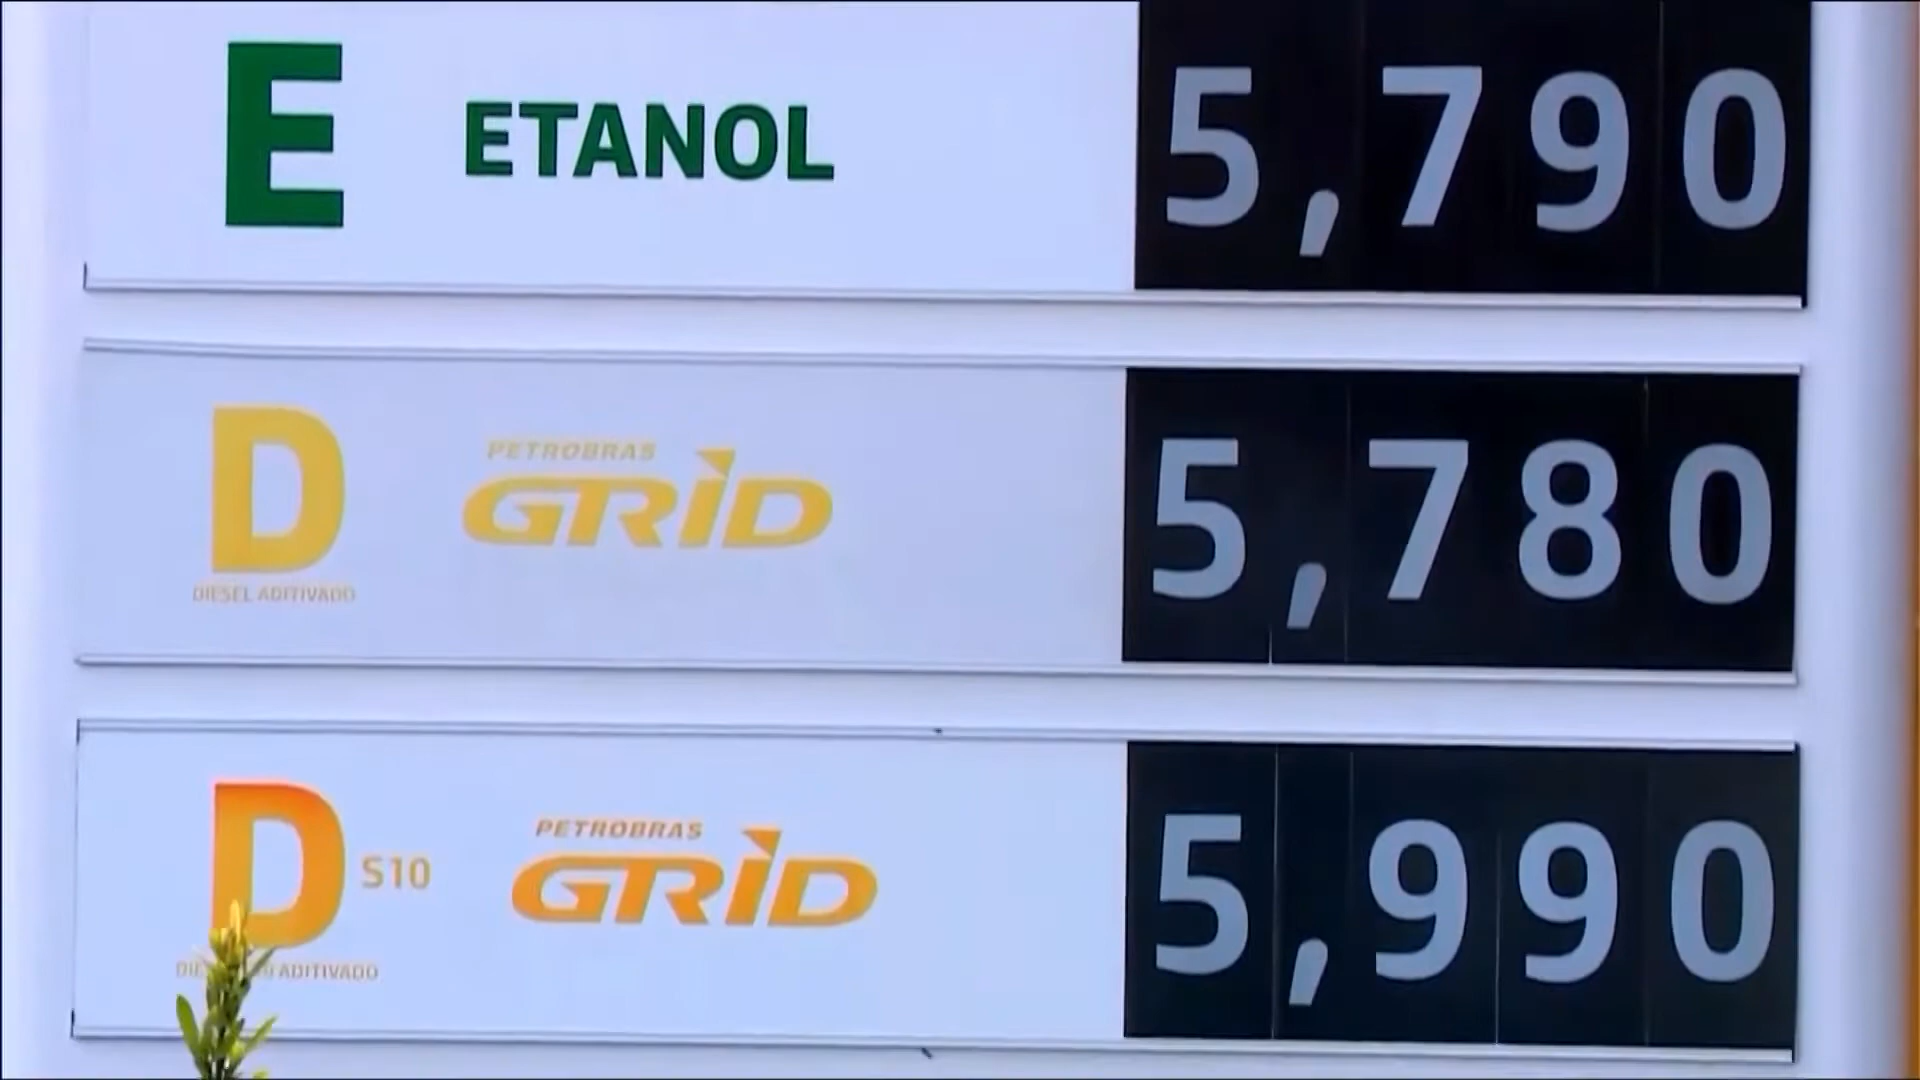 E ETANOL 5,790
D PETROBRAS GRID 5,780
DIESEL ADITIVADO
D S10 PETROBRAS GRID 5,990
ADITIVADO